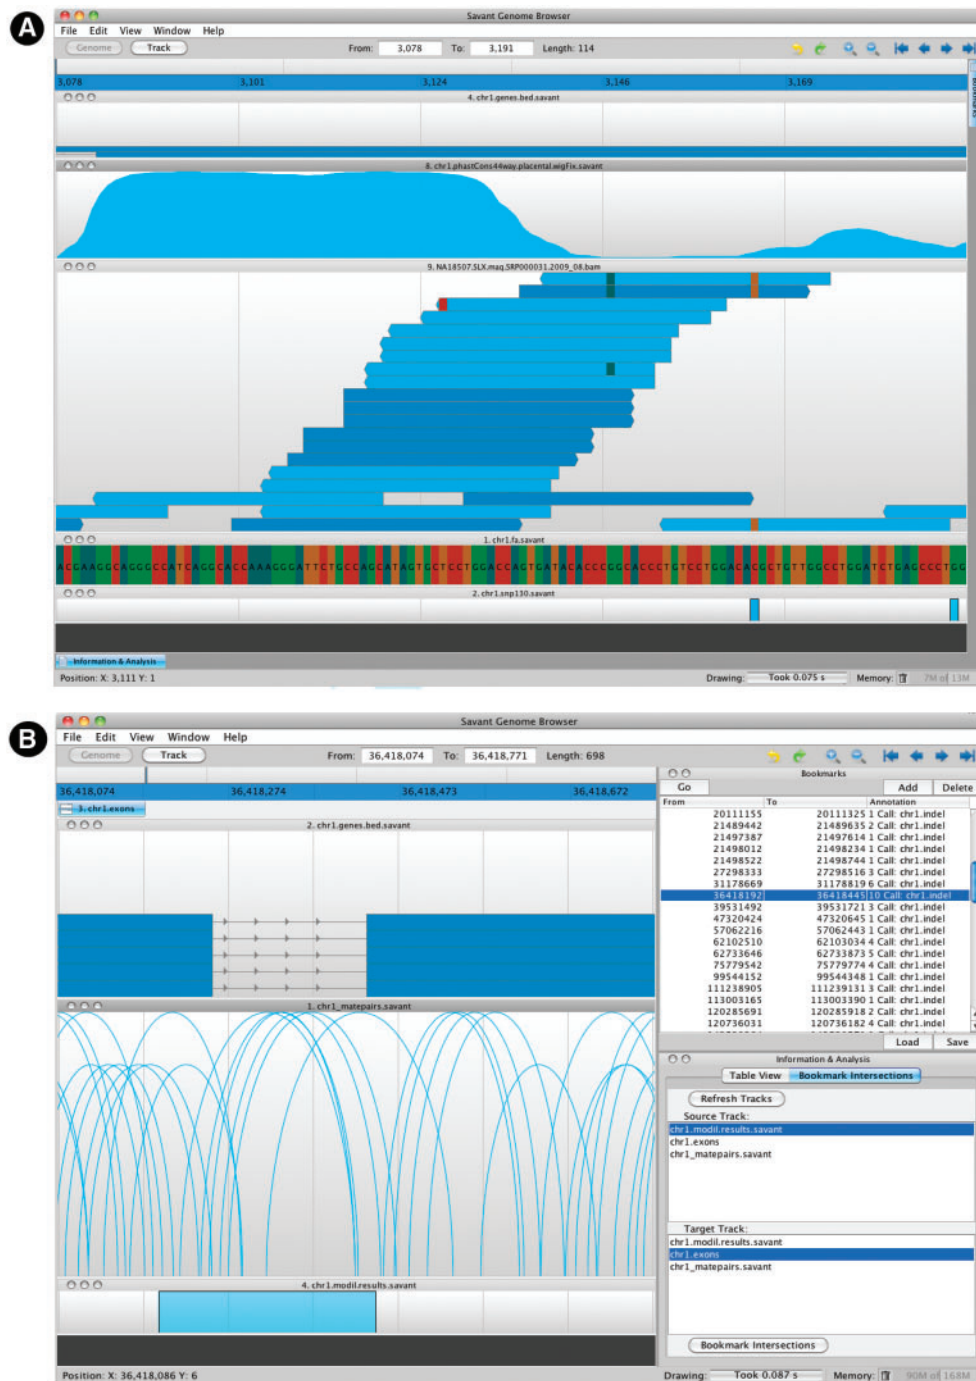 A
Savant Genome Browser
File Edit View Window Help
Genome Track From: 3,078 To: 3,191 Length: 114
3,078 3,101 3,124 3,146 3,169
4. chr1.genes.bed.savant
8. chr1.phastCons44way.placental.wigFix.savant
9. NA18507.SLX.maq.SRP000031.2009_08.bam
1. chr1.fa.savant
ACGAAGGCAGGGCCATCAGGCACCAAAGGGATTCTGCCAGCATAGTGCTCCTGGACCAGTGATACACCCGGCACCCTGTCCTGGACACGCTGTTGGCCTGGATCTGAGCCCTGG
2. chr1.snp130.savant
Information & Analysis
Position: X: 3,111 Y: 1 Drawing: Took 0.075 s Memory: 7M of 13M
B
Savant Genome Browser
File Edit View Window Help
Genome Track From: 36,418,074 To: 36,418,771 Length: 698
36,418,074 36,418,274 36,418,473 36,418,672
3. chr1.exons
2. chr1.genes.bed.savant
1. chr1_matepairs.savant
4. chr1.modil.results.savant
Bookmarks
Go Add Delete
From To Annotation
20111155 20111325 1 Call: chr1.indel
21489442 21489635 2 Call: chr1.indel
21497387 21497614 1 Call: chr1.indel
21498012 21498234 1 Call: chr1.indel
21498522 21498744 1 Call: chr1.indel
27298333 27298516 3 Call: chr1.indel
31178669 31178819 6 Call: chr1.indel
36418192 36418445 10 Call: chr1.indel
39531492 39531721 3 Call: chr1.indel
47320424 47320645 1 Call: chr1.indel
57062216 57062443 1 Call: chr1.indel
62102510 62103034 4 Call: chr1.indel
62733646 62733873 5 Call: chr1.indel
75779542 75779774 4 Call: chr1.indel
99544152 99544348 1 Call: chr1.indel
111238905 111239131 3 Call: chr1.indel
113003165 113003390 1 Call: chr1.indel
120285691 120285918 2 Call: chr1.indel
120736031 120736182 4 Call: chr1.indel
Load Save
Information & Analysis
Table View Bookmark Intersections
Refresh Tracks
Source Track:
chr1.modil.results.savant
chr1.exons
chr1_matepairs.savant
Target Track:
chr1.modil.results.savant
chr1.exons
chr1_matepairs.savant
Bookmark Intersections
Position: X: 36,418,086 Y: 6 Drawing: Took 0.087 s Memory: 90M of 168M